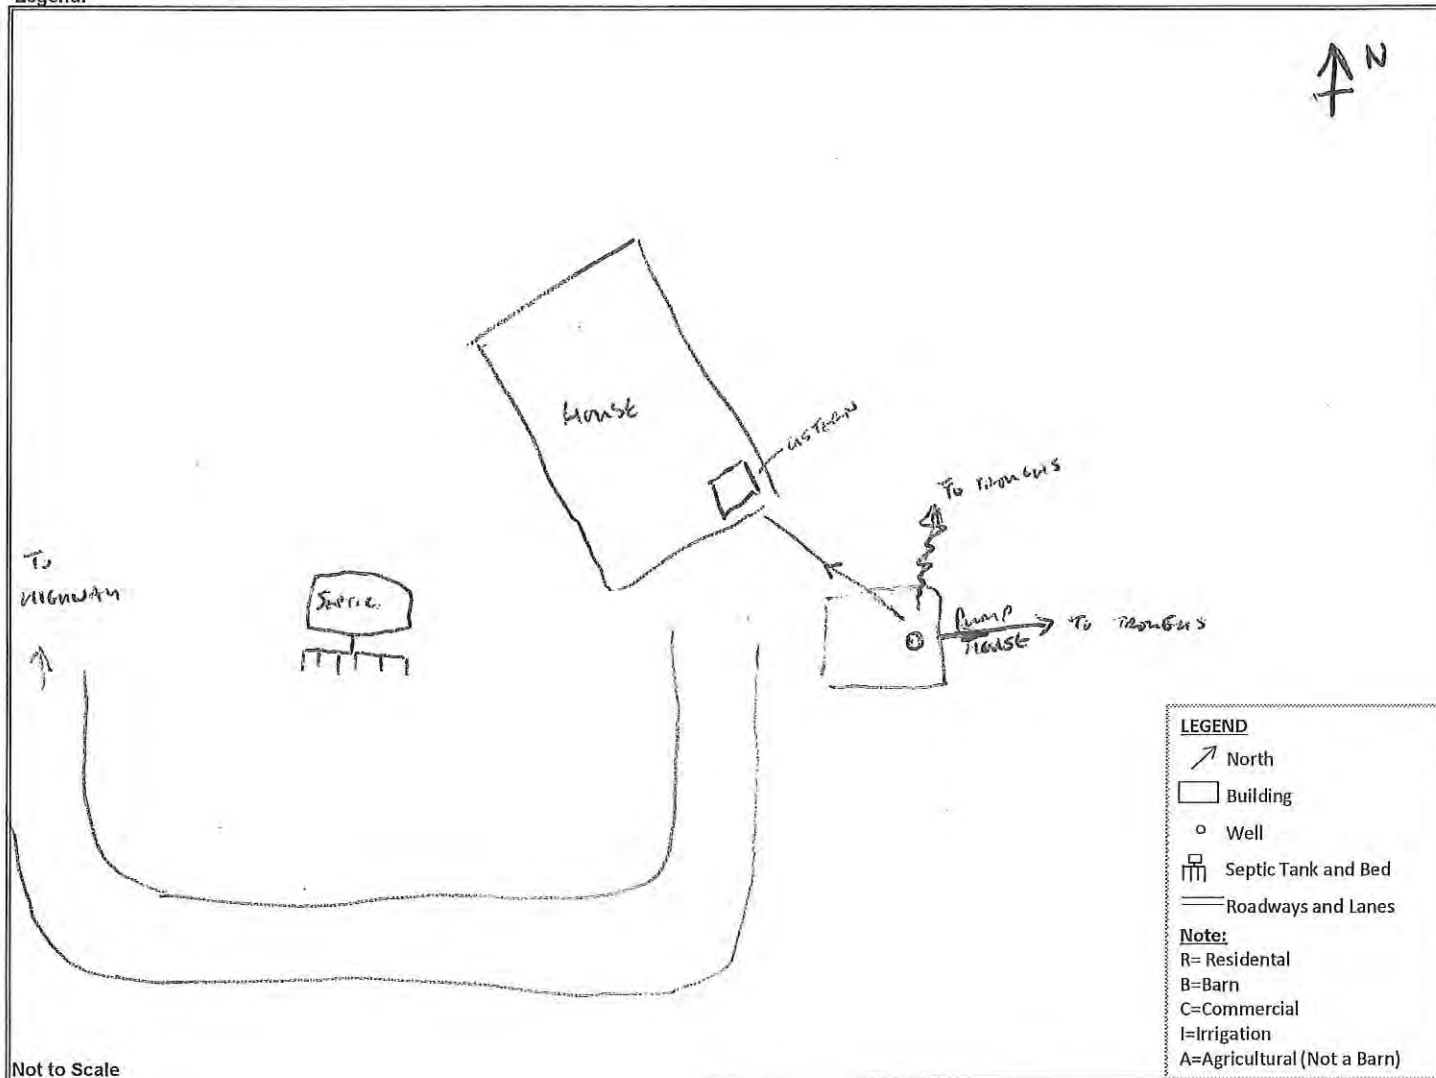 Legend:
N
House
CISTERN
To TROUGHS
To
HIGHWAY
Septic
PUMP
HOUSE
To TROUGHS
LEGEND
North
Building
Well
Septic Tank and Bed
Roadways and Lanes
Note:
R= Residental
B=Barn
C=Commercial
I=Irrigation
A=Agricultural (Not a Barn)
Not to Scale